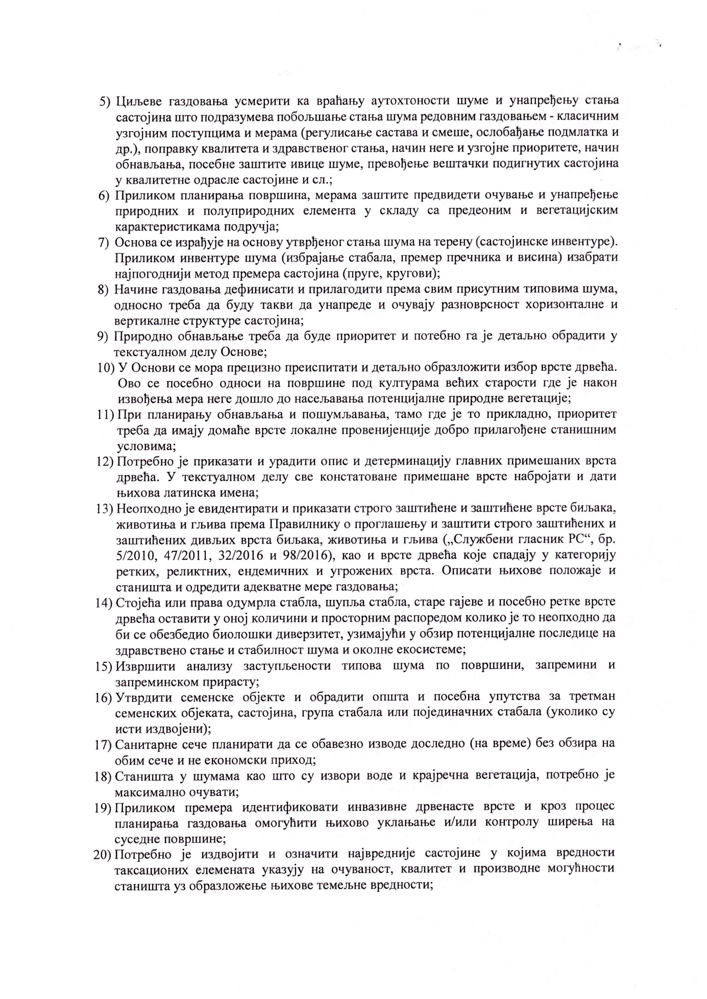 5) Циљеве газдовања усмерити ка враћању аутохтоности шуме и унапређењу стања
састојина што подразумева побољшање стања шума редовним газдовањем - класичним
узгојним поступцима и мерама (регулисање састава и смеше, ослобађање подмлатка и
др.), поправку квалитета и здравственог стања, начин неге и узгојне приоритете, начин
обнављања, посебне заштите ивице шуме, превођење вештачки подигнутих састојина
у квалитетне одрасле састојине и сл.;
6) Приликом планирања површина, мерама заштите предвидети очување и унапређење
природних и полуприродних елемента у складу са предеоним и вегетацијским
карактеристикама подручја;
7) Основа се израђује на основу утврђеног стања шума на терену (састојинске инвентуре).
Приликом инвентуре шума (избрајање стабала, премер пречника и висина) изабрати
најпогоднији метод премера састојина (пруге, кругови);
8) Начине газдовања дефинисати и прилагодити према свим присутним типовима шума,
односно треба да буду такви да унапреде и очувају разноврсност хоризонталне и
вертикалне структуре састојина;
9) Природно обнављање треба да буде приоритет и потебно га је детаљно обрадити у
текстуалном делу Основе;
10) У Основи се мора прецизно преиспитати и детаљно образложити избор врсте дрвећа.
Ово се посебно односи на површине под културама већих старости где је након
извођења мера неге дошло до насељавања потенцијалне природне вегетације;
11) При планирању обнављања и пошумљавања, тамо где је то прикладно, приоритет
треба да имају домаће врсте локалне провенијенције добро прилагођене станишним
условима;
12) Потребно је приказати и урадити опис и детерминацију главних примешаних врста
дрвећа. У текстуалном делу све констатоване примешане врсте набројати и дати
њихова латинска имена;
13) Неопходно је евидентирати и приказати строго заштићене и заштићене врсте биљака,
животиња и гљива према Правилнику о проглашењу и заштити строго заштићених и
заштићених дивљих врста биљака, животиња и гљива („Службени гласник РС“, бр.
5/2010, 47/2011, 32/2016 и 98/2016), као и врсте дрвећа које спадају у категорију
ретких, реликтних, ендемичних и угрожених врста. Описати њихове положаје и
станишта и одредити адекватне мере газдовања;
14) Стојећа или права одумрла стабла, шупља стабла, старе гајеве и посебно ретке врсте
дрвећа оставити у оној количини и просторним распоредом колико је то неопходно да
би се обезбедио биолошки диверзитет, узимајући у обзир потенцијалне последице на
здравствено стање и стабилност шума и околне екосистеме;
15) Извршити анализу заступљености типова шума по површини, запремини и
запреминском прирасту;
16) Утврдити семенске објекте и обрадити општа и посебна упутства за третман
семенских објеката, састојина, група стабала или појединачних стабала (уколико су
исти издвојени);
17) Санитарне сече планирати да се обавезно изводе доследно (на време) без обзира на
обим сече и не економски приход;
18) Станишта у шумама као што су извори воде и крајречна вегетација, потребно је
максимално очувати;
19) Приликом премера идентификовати инвазивне дрвенасте врсте и кроз процес
планирања газдовања омогућити њихово уклањање и/или контролу ширења на
суседне површине;
20) Потребно је издвојити и означити највредније састојине у којима вредности
таксационих елемената указују на очуваност, квалитет и производне могућности
станишта уз образложење њихове темељне вредности;